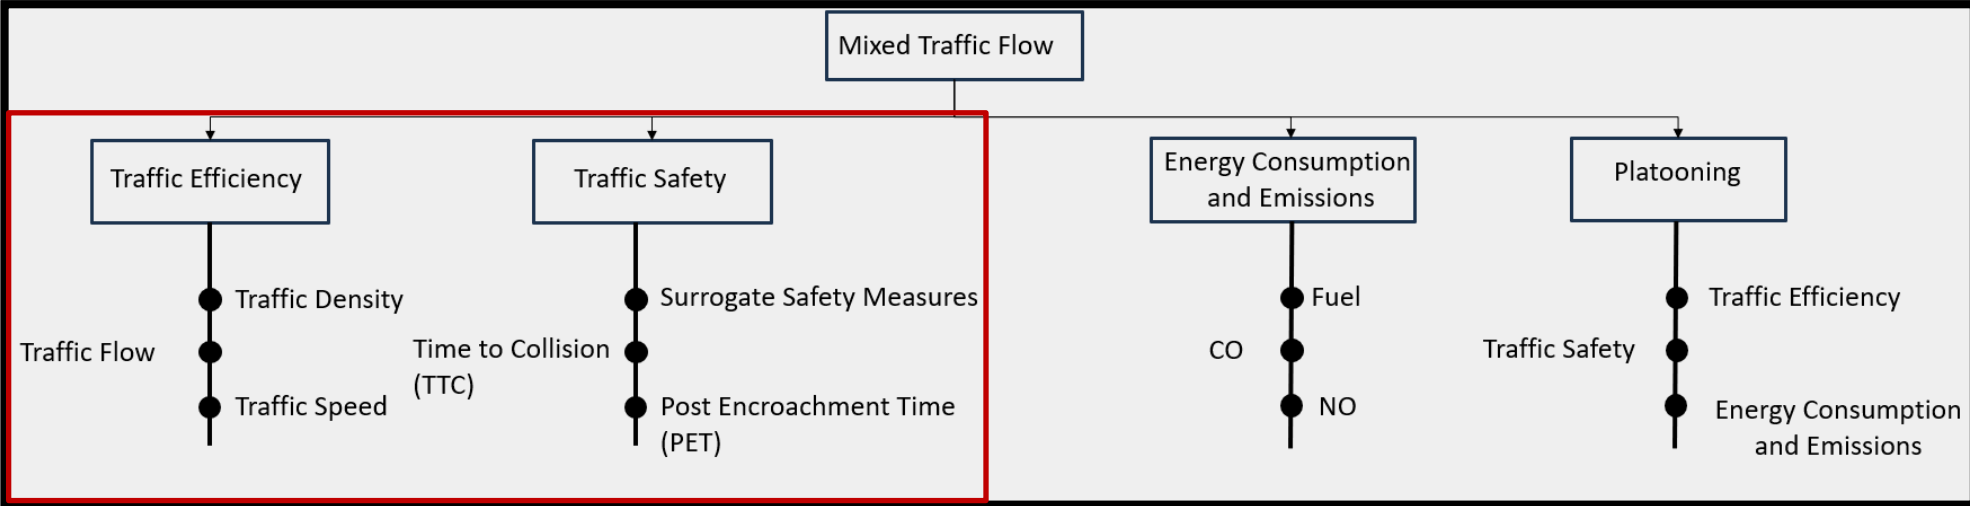 Mixed Traffic Flow
Traffic Efficiency
Traffic Density
Traffic Flow
Traffic Speed
Traffic Safety
Surrogate Safety Measures
Time to Collision
(TTC)
Post Encroachment Time
(PET)
Energy Consumption
and Emissions
Fuel
CO
NO
Platooning
Traffic Efficiency
Traffic Safety
Energy Consumption
and Emissions